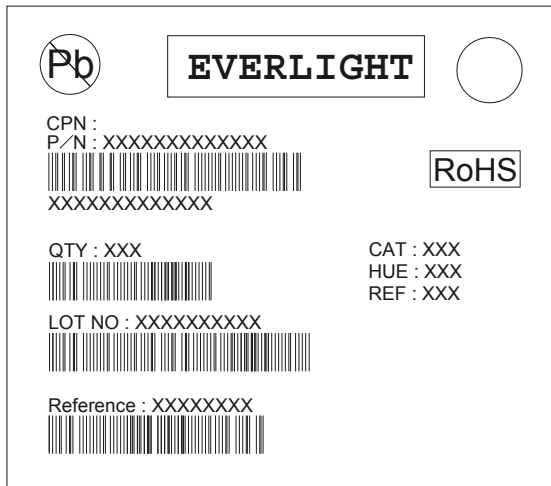 Pb
EVERLIGHT
CPN :
P/N : XXXXXXXXXXXXX
XXXXXXXXXXXXX
RoHS
QTY : XXX
CAT : XXX
HUE : XXX
REF : XXX
LOT NO : XXXXXXXXXX
Reference : XXXXXXXX